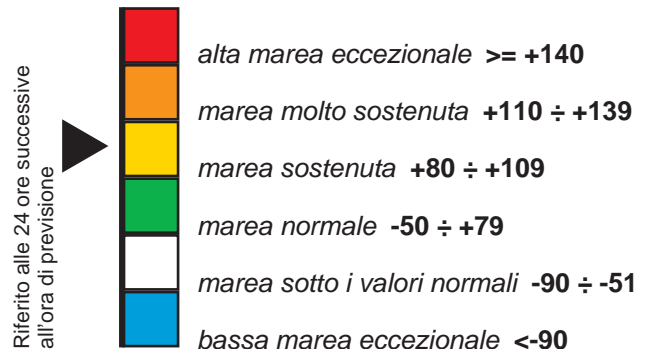 Riferito alle 24 ore successive
all'ora di previsione
alta marea eccezionale >= +140
marea molto sostenuta +110 ÷ +139
marea sostenuta +80 ÷ +109
marea normale -50 ÷ +79
marea sotto i valori normali -90 ÷ -51
bassa marea eccezionale <-90